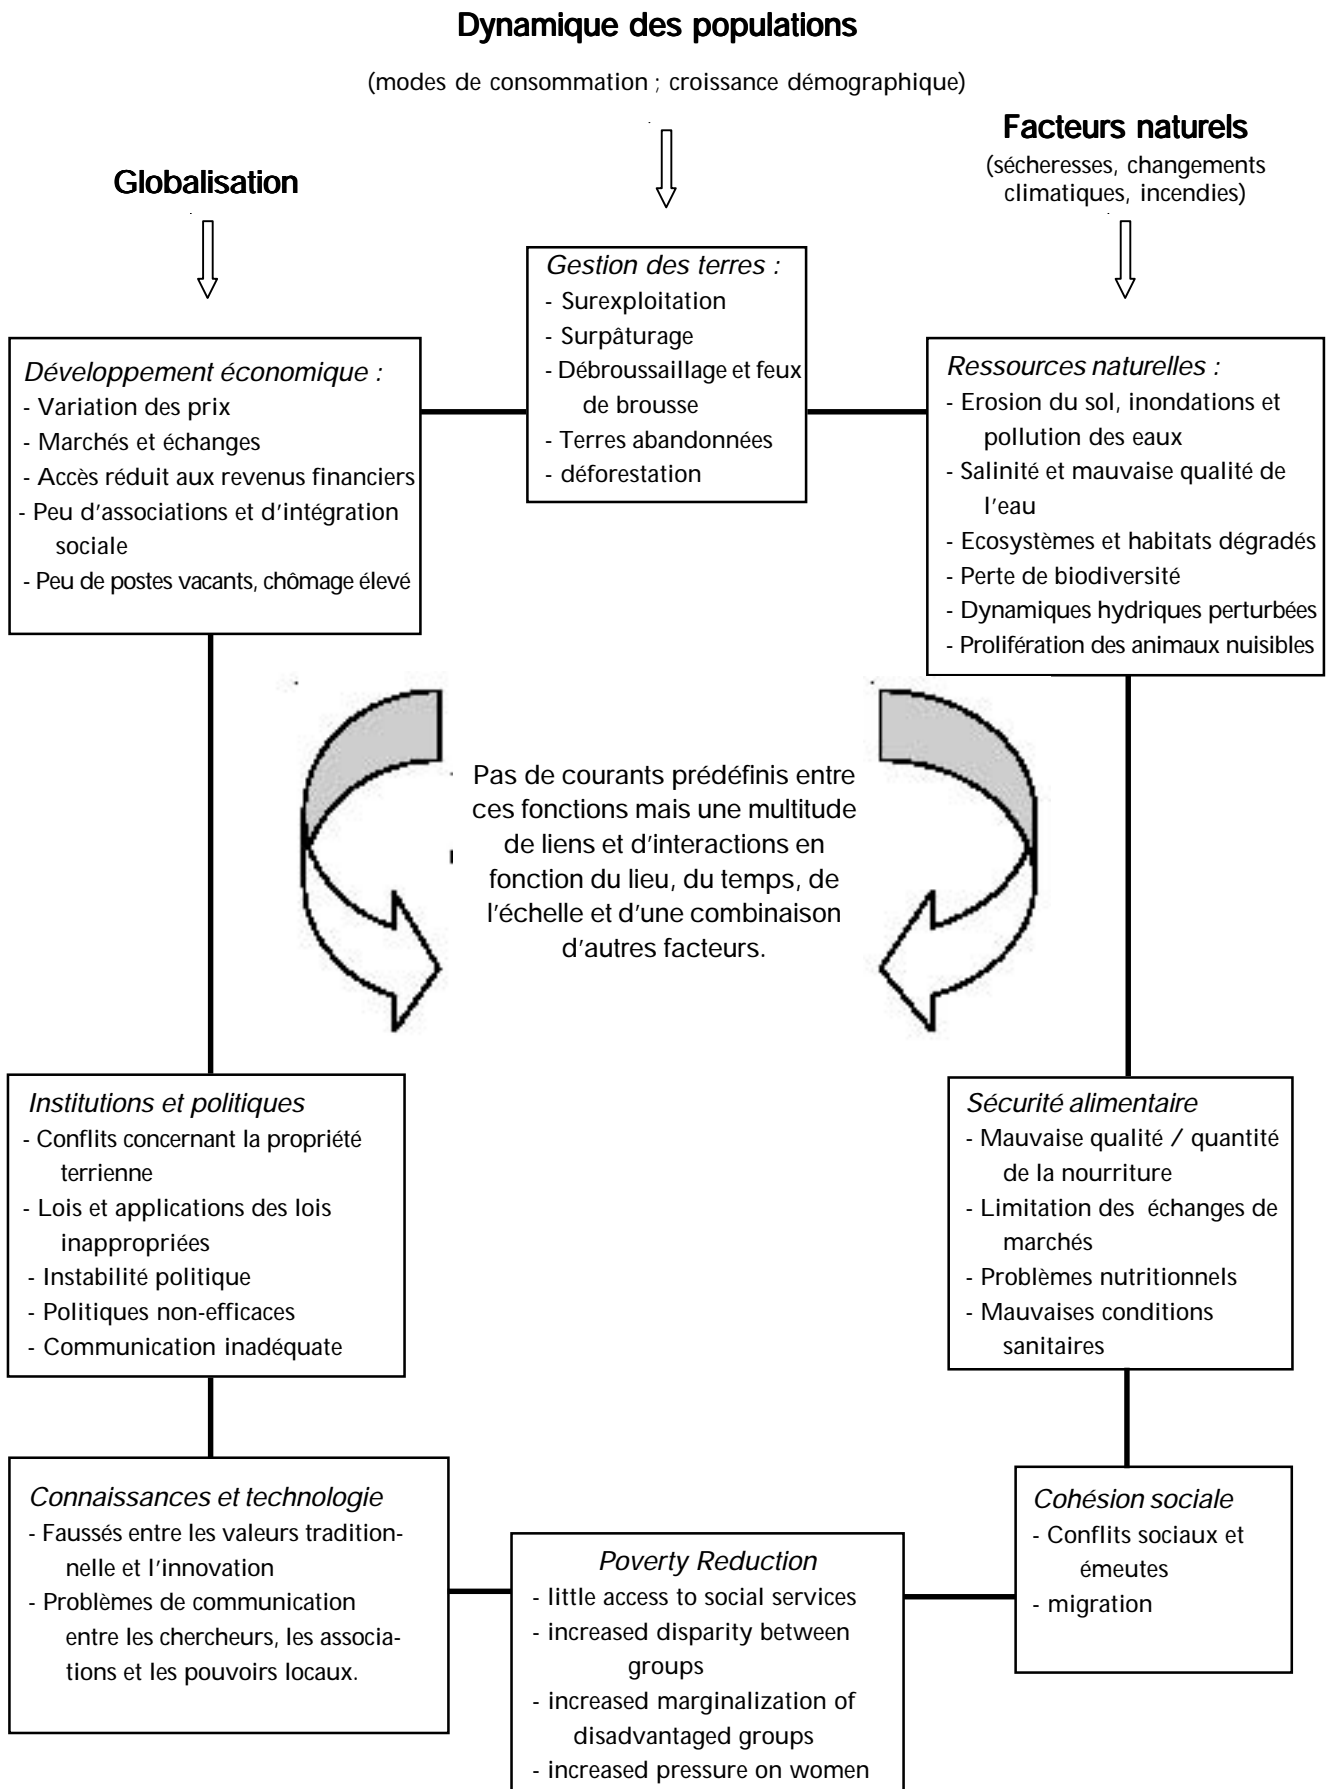 Dynamique des populations
(modes de consommation ; croissance démographique)
Facteurs naturels
(sécheresses, changements
climatiques, incendies)
Globalisation
Gestion des terres :
- Surexploitation
- Surpâturage
- Débroussaillage et feux
de brousse
- Terres abandonnées
- déforestation
Développement économique :
- Variation des prix
- Marchés et échanges
- Accès réduit aux revenus financiers
- Peu d'associations et d'intégration
sociale
- Peu de postes vacants, chômage élevé
Ressources naturelles :
- Erosion du sol, inondations et
pollution des eaux
- Salinité et mauvaise qualité de
l'eau
- Ecosystèmes et habitats dégradés
- Perte de biodiversité
- Dynamiques hydriques perturbées
- Prolifération des animaux nuisibles
Pas de courants prédéfinis entre
ces fonctions mais une multitude
de liens et d'interactions en
fonction du lieu, du temps, de
l'échelle et d'une combinaison
d'autres facteurs.
Institutions et politiques
- Conflits concernant la propriété
terrienne
- Lois et applications des lois
inappropriées
- Instabilité politique
- Politiques non-efficaces
- Communication inadéquate
Sécurité alimentaire
- Mauvaise qualité / quantité
de la nourriture
- Limitation des échanges de
marchés
- Problèmes nutritionnels
- Mauvaises conditions
sanitaires
Connaissances et technologie
- Faussés entre les valeurs tradition-
nelle et l'innovation
- Problèmes de communication
entre les chercheurs, les associa-
tions et les pouvoirs locaux.
Poverty Reduction
- little access to social services
- increased disparity between
groups
- increased marginalization of
disadvantaged groups
- increased pressure on women
Cohésion sociale
- Conflits sociaux et
émeutes
- migration